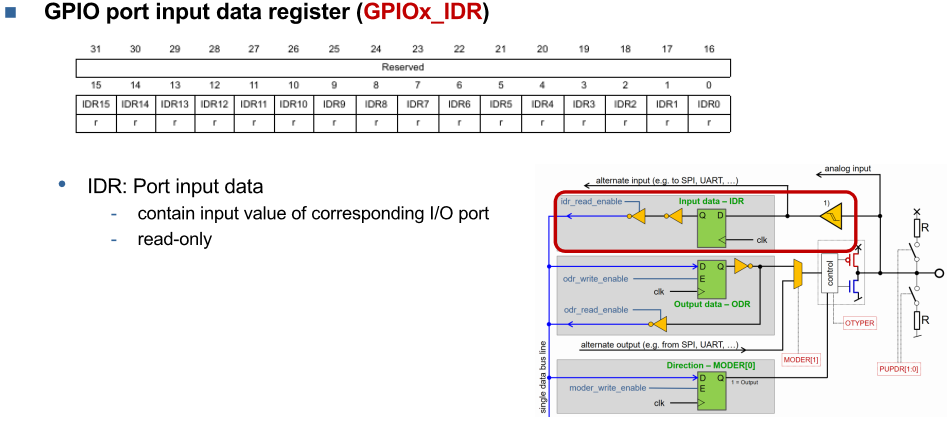 GPIO port input data register (GPIOx_IDR)
31 30 29 28 27 26 25 24 23 22 21 20 19 18 17 16
Reserved
15 14 13 12 11 10 9 8 7 6 5 4 3 2 1 0
IDR15 IDR14 IDR13 IDR12 IDR11 IDR10 IDR9 IDR8 IDR7 IDR6 IDR5 IDR4 IDR3 IDR2 IDR1 IDR0
r r r r r r r r r r r r r r r r
• IDR: Port input data
- contain input value of corresponding I/O port
- read-only
analog input
alternate input (e.g. to SPI, UART, …)
idr_read_enable
Input data – IDR
Q D
1)
clk
R
D Q
odr_write_enable
E
clk
Output data – ODR
control
odr_read_enable
OTYPER
R
alternate output (e.g. from SPI, UART, …)
MODER[1]
PUPDR[1:0]
single data bus line
Direction – MODER[0]
D Q
1 = Output
moder_write_enable
E
clk